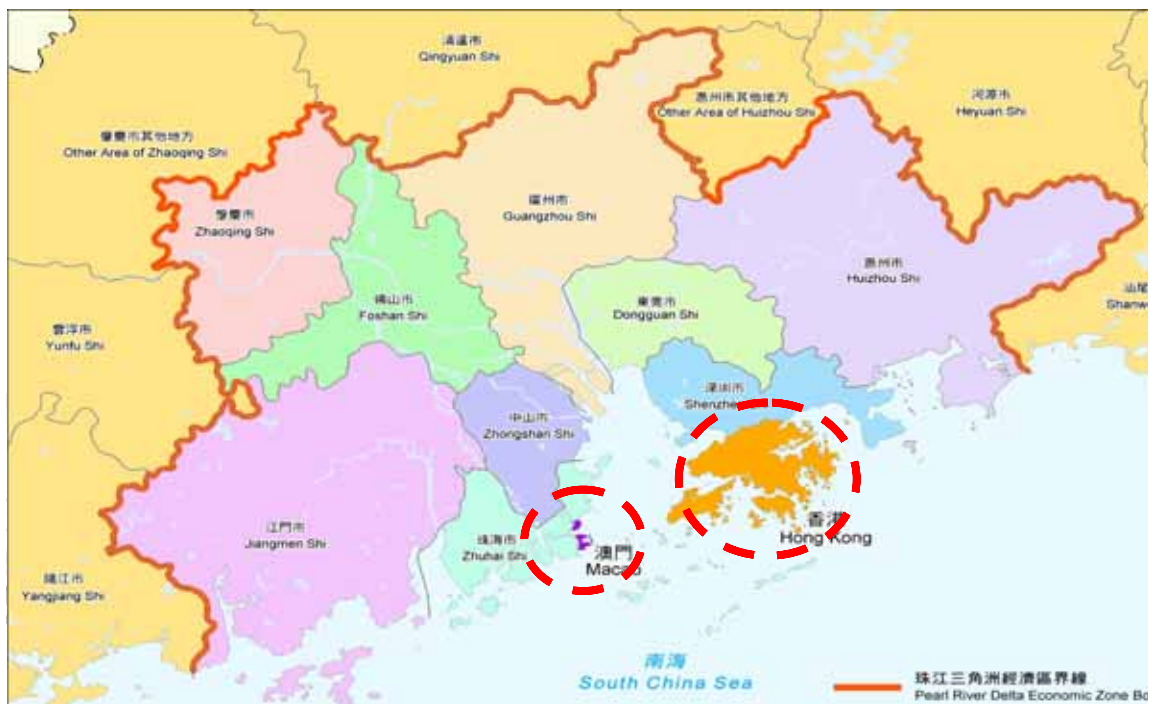 清遠市
Qingyuan Shi
惠州市其他地方
Other Area of Huizhou Shi
河源市
Heyuan Shi
肇慶市其他地方
Other Area of Zhaoqing Shi
肇慶市
Zhaoqing Shi
廣州市
Guangzhou Shi
惠州市
Huizhou Shi
佛山市
Foshan Shi
東莞市
Dongguan Shi
汕尾
Shanw
雲浮市
Yunfu Shi
深圳市
Shenzhe
中山市
Zhongshan Shi
江門市
Jiangmen Shi
珠海市
Zhuhai Shi
澳門
Macao
香港
Hong Kong
陽江市
Yangjiang Shi
南海
South China Sea
珠江三角洲經濟區界線
Pearl River Delta Economic Zone Bo